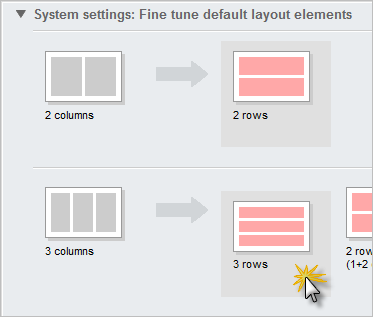 System settings: Fine tune default layout elements
2 columns
2 rows
3 columns
3 rows
2 row
(1+2